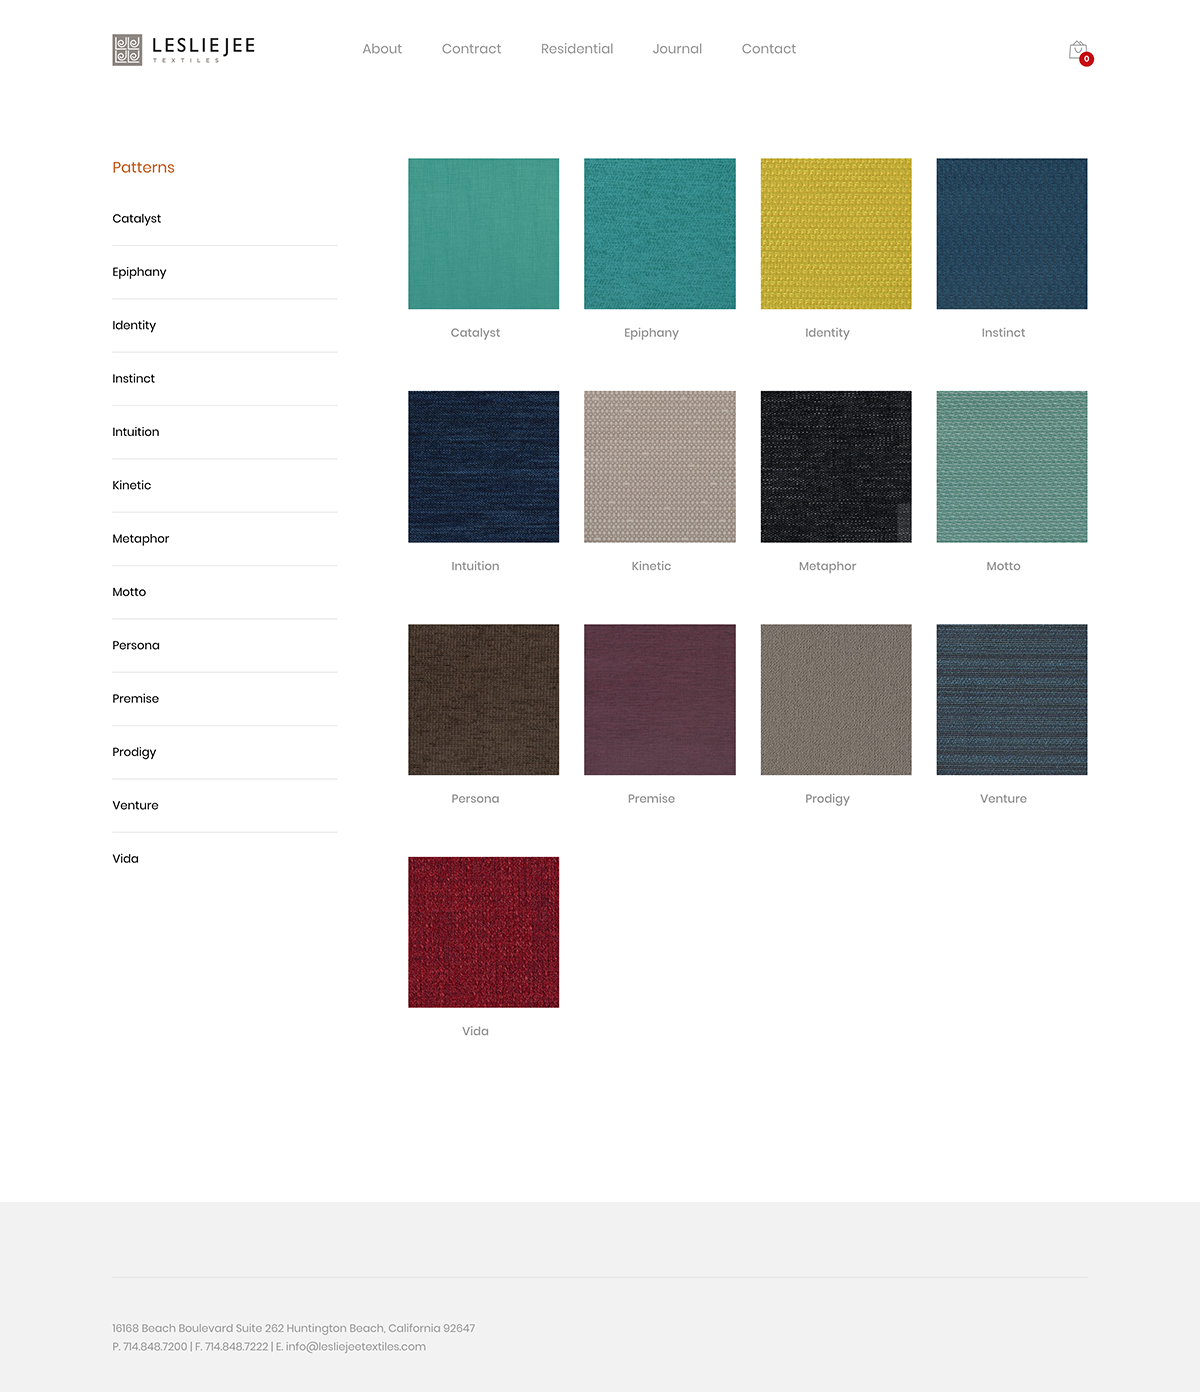 LESLIE JEE
TEXTILES
About
Contract
Residential
Journal
Contact
0
Patterns
Catalyst
Epiphany
Identity
Instinct
Intuition
Kinetic
Metaphor
Motto
Persona
Premise
Prodigy
Venture
Vida
Catalyst
Epiphany
Identity
Instinct
Intuition
Kinetic
Metaphor
Motto
Persona
Premise
Prodigy
Venture
Vida
16168 Beach Boulevard Suite 262 Huntington Beach, California 92647
P. 714.848.7200 | F. 714.848.7222 | E. info@lesliejeetextiles.com